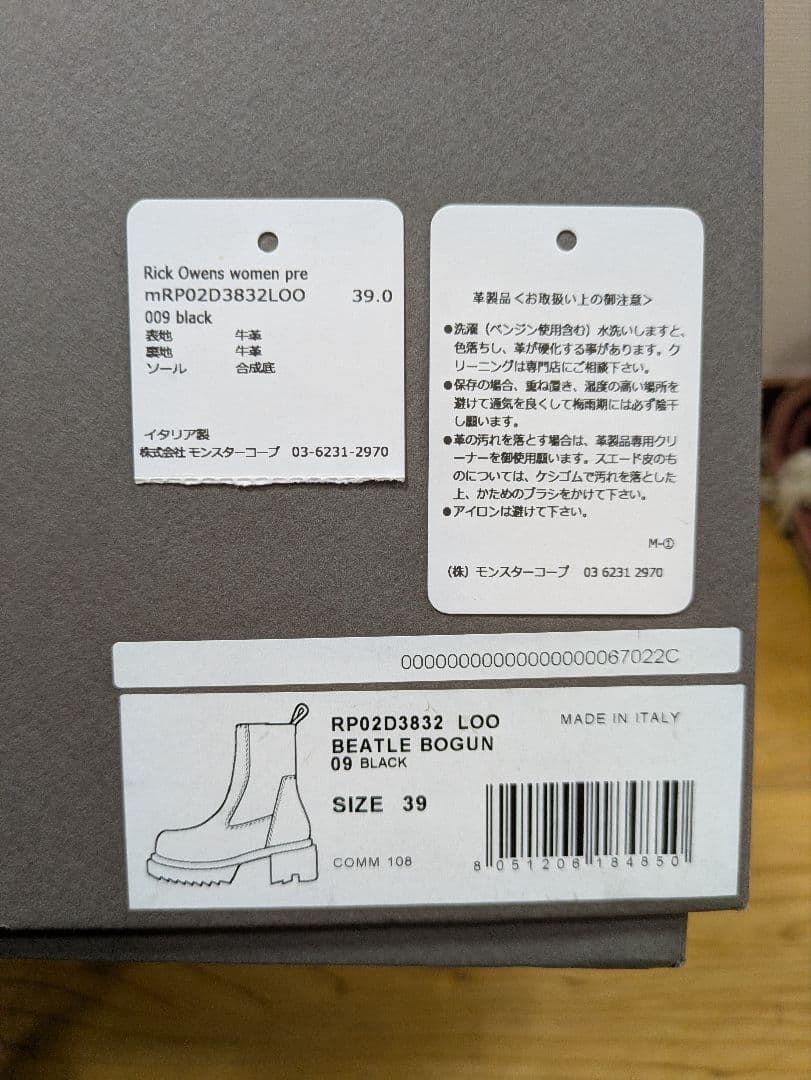 Rick Owens women pre
mRP02D3832LOO 39.0
009 black
表地 牛革
裏地 牛革
ソール 合成底
イタリア製
株式会社 モンスターコープ 03-6231-2970
革製品＜お取扱い上の御注意＞
●洗濯（ベンジン使用含む）水洗いしますと、
色落ちし、革が硬化する事があります。ク
リーニングは専門店にご相談下さい。
●保存の場合、重ね置き、湿度の高い場所を
避けて通気を良くして梅雨期には必ず陰干
し願います。
●革の汚れを落とす場合は、革製品専用クリ
ーナーを御使用願います。スエード皮のも
のについては、ケシゴムで汚れを落とした
上、かためのブラシをかけて下さい。
●アイロンは避けて下さい。
M-①
（株）モンスターコープ 03 6231 2970
00000000000000000067022C
RP02D3832 LOO MADE IN ITALY
BEATLE BOGUN
09 BLACK
SIZE 39
COMM 108
8 051206 184850